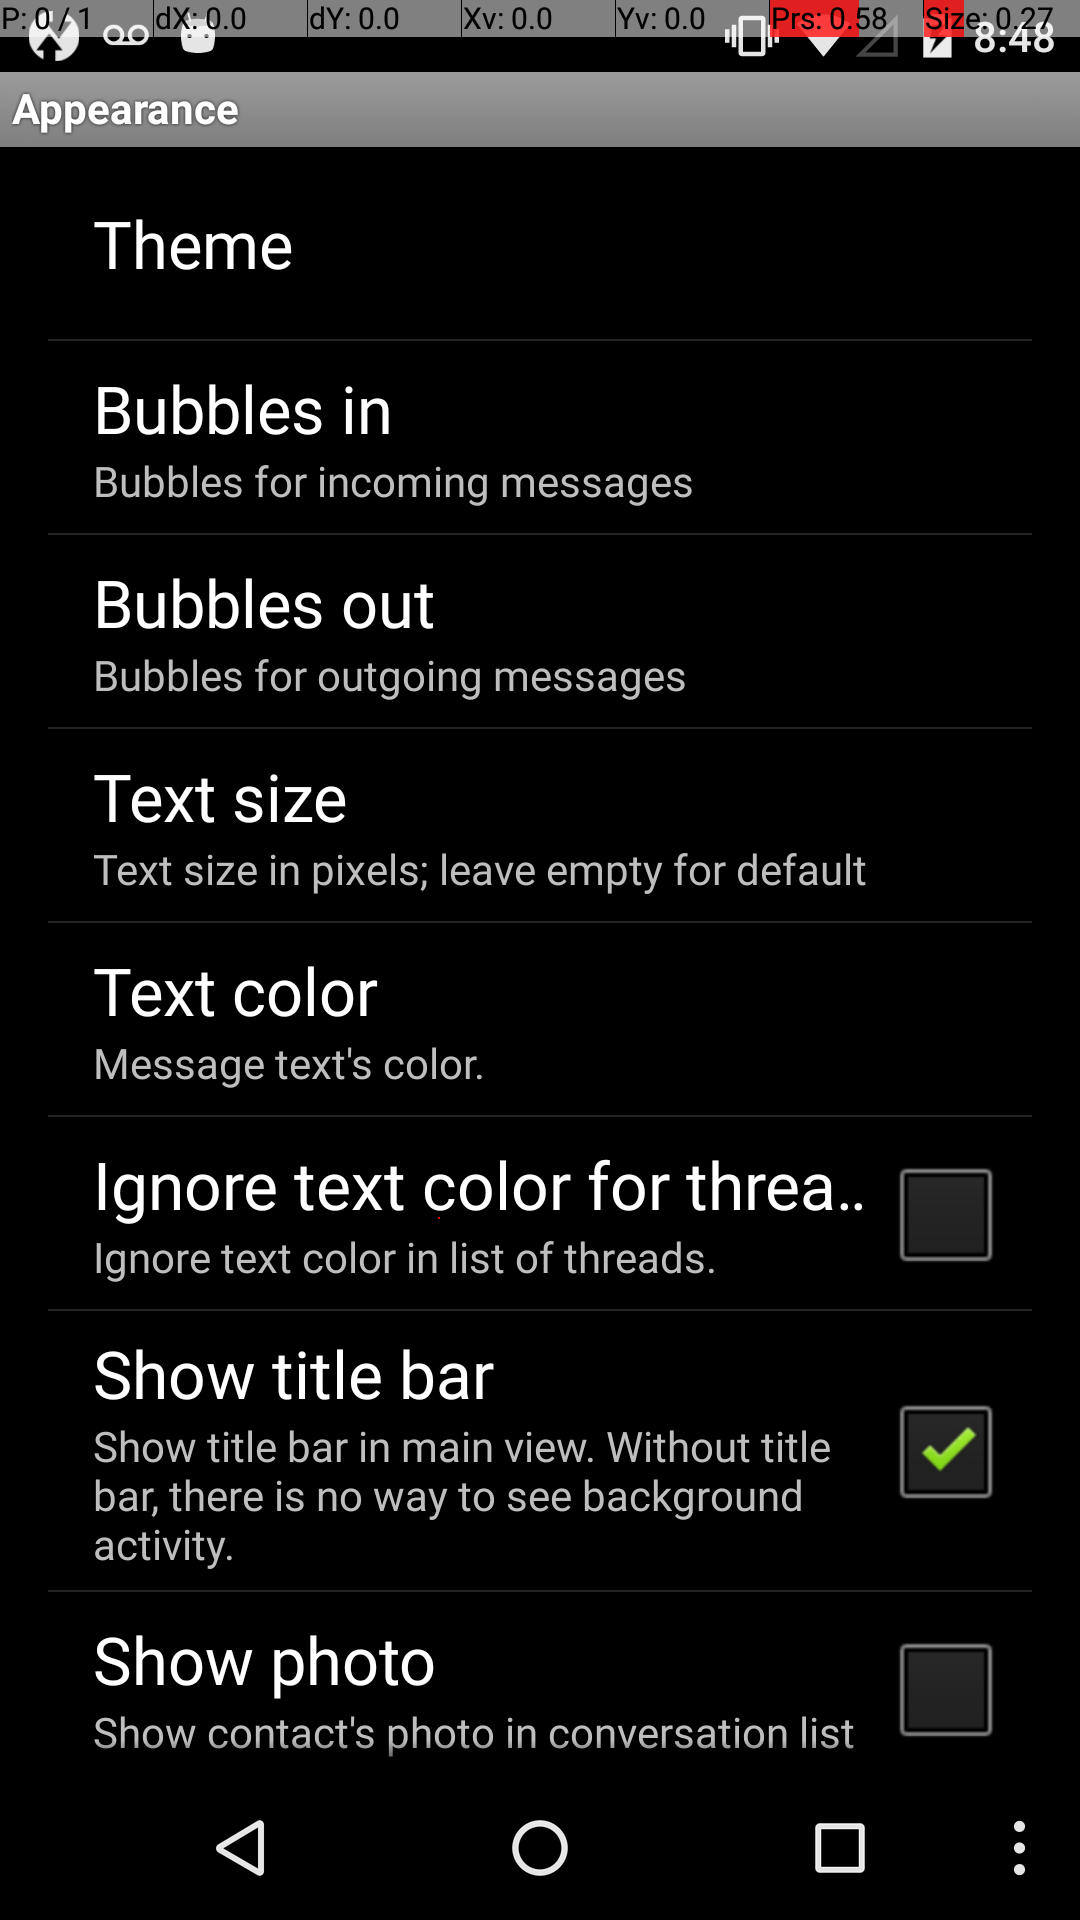 P: 0 / 1 dX: 0.0 dY: 0.0 Xv: 0.0 Yv: 0.0 Prs: 0.58 Size: 0.27
8:48
Appearance
Theme
Bubbles in
Bubbles for incoming messages
Bubbles out
Bubbles for outgoing messages
Text size
Text size in pixels; leave empty for default
Text color
Message text's color.
Ignore text color for threa..
Ignore text color in list of threads.
Show title bar
Show title bar in main view. Without title
bar, there is no way to see background
activity.
Show photo
Show contact's photo in conversation list